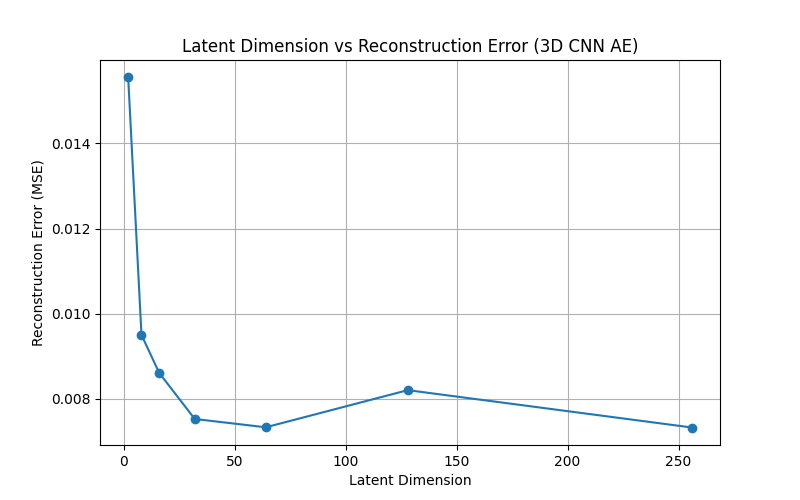 Latent Dimension vs Reconstruction Error (3D CNN AE)
Reconstruction Error (MSE)
0.014
0.012
0.010
0.008
0 50 100 150 200 250
Latent Dimension